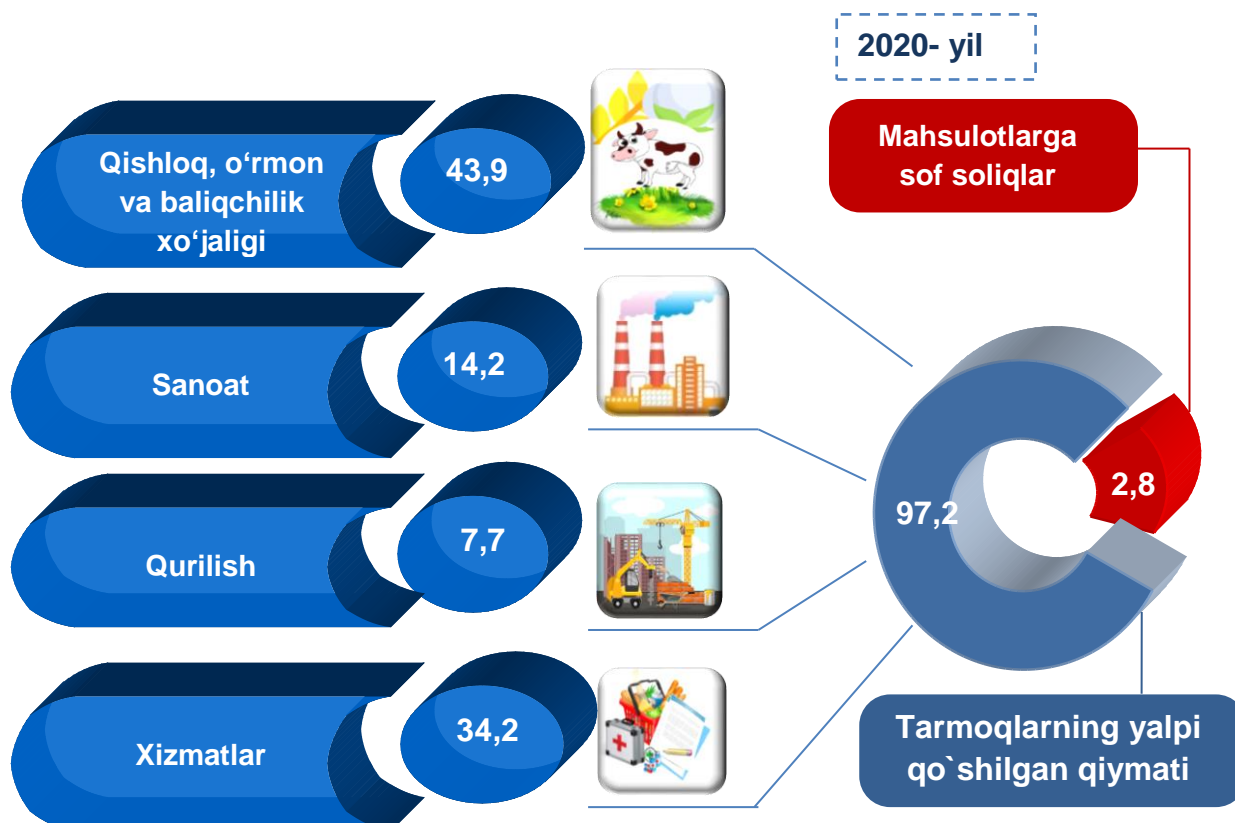 2020- yil
Qishloq, o‘rmon
va baliqchilik
xo‘jaligi
43,9
Mahsulotlarga
sof soliqlar
Sanoat
14,2
97,2
2,8
Qurilish
7,7
Xizmatlar
34,2
Tarmoqlarning yalpi
qo`shilgan qiymati